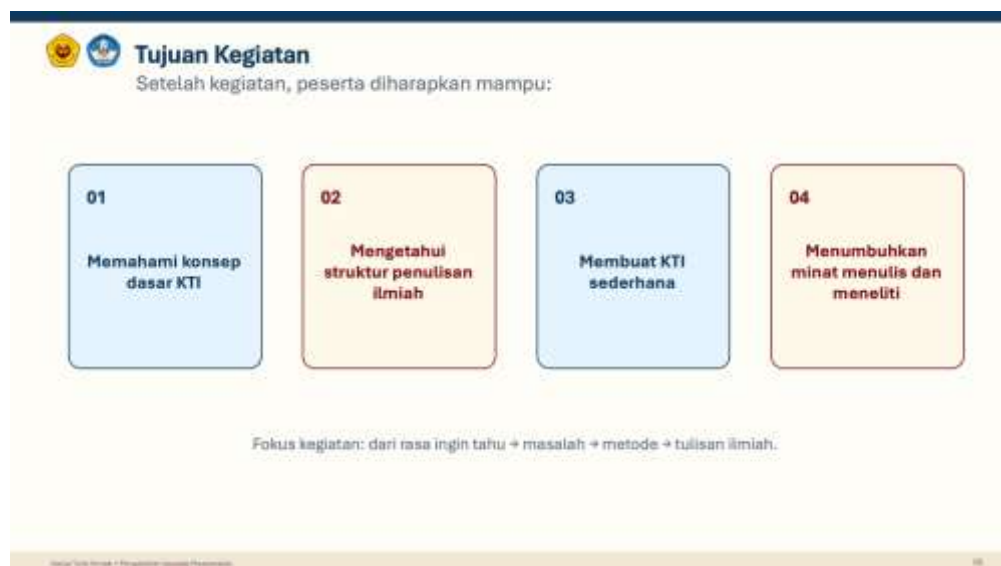 Tujuan Kegiatan
Setelah kegiatan, peserta diharapkan mampu:
01
Memahami konsep
dasar KTI
02
Mengetahui
struktur penulisan
ilmiah
03
Membuat KTI
sederhana
04
Menumbuhkan
minat menulis dan
meneliti
Fokus kegiatan: dari rasa ingin tahu → masalah → metode → tulisan ilmiah.